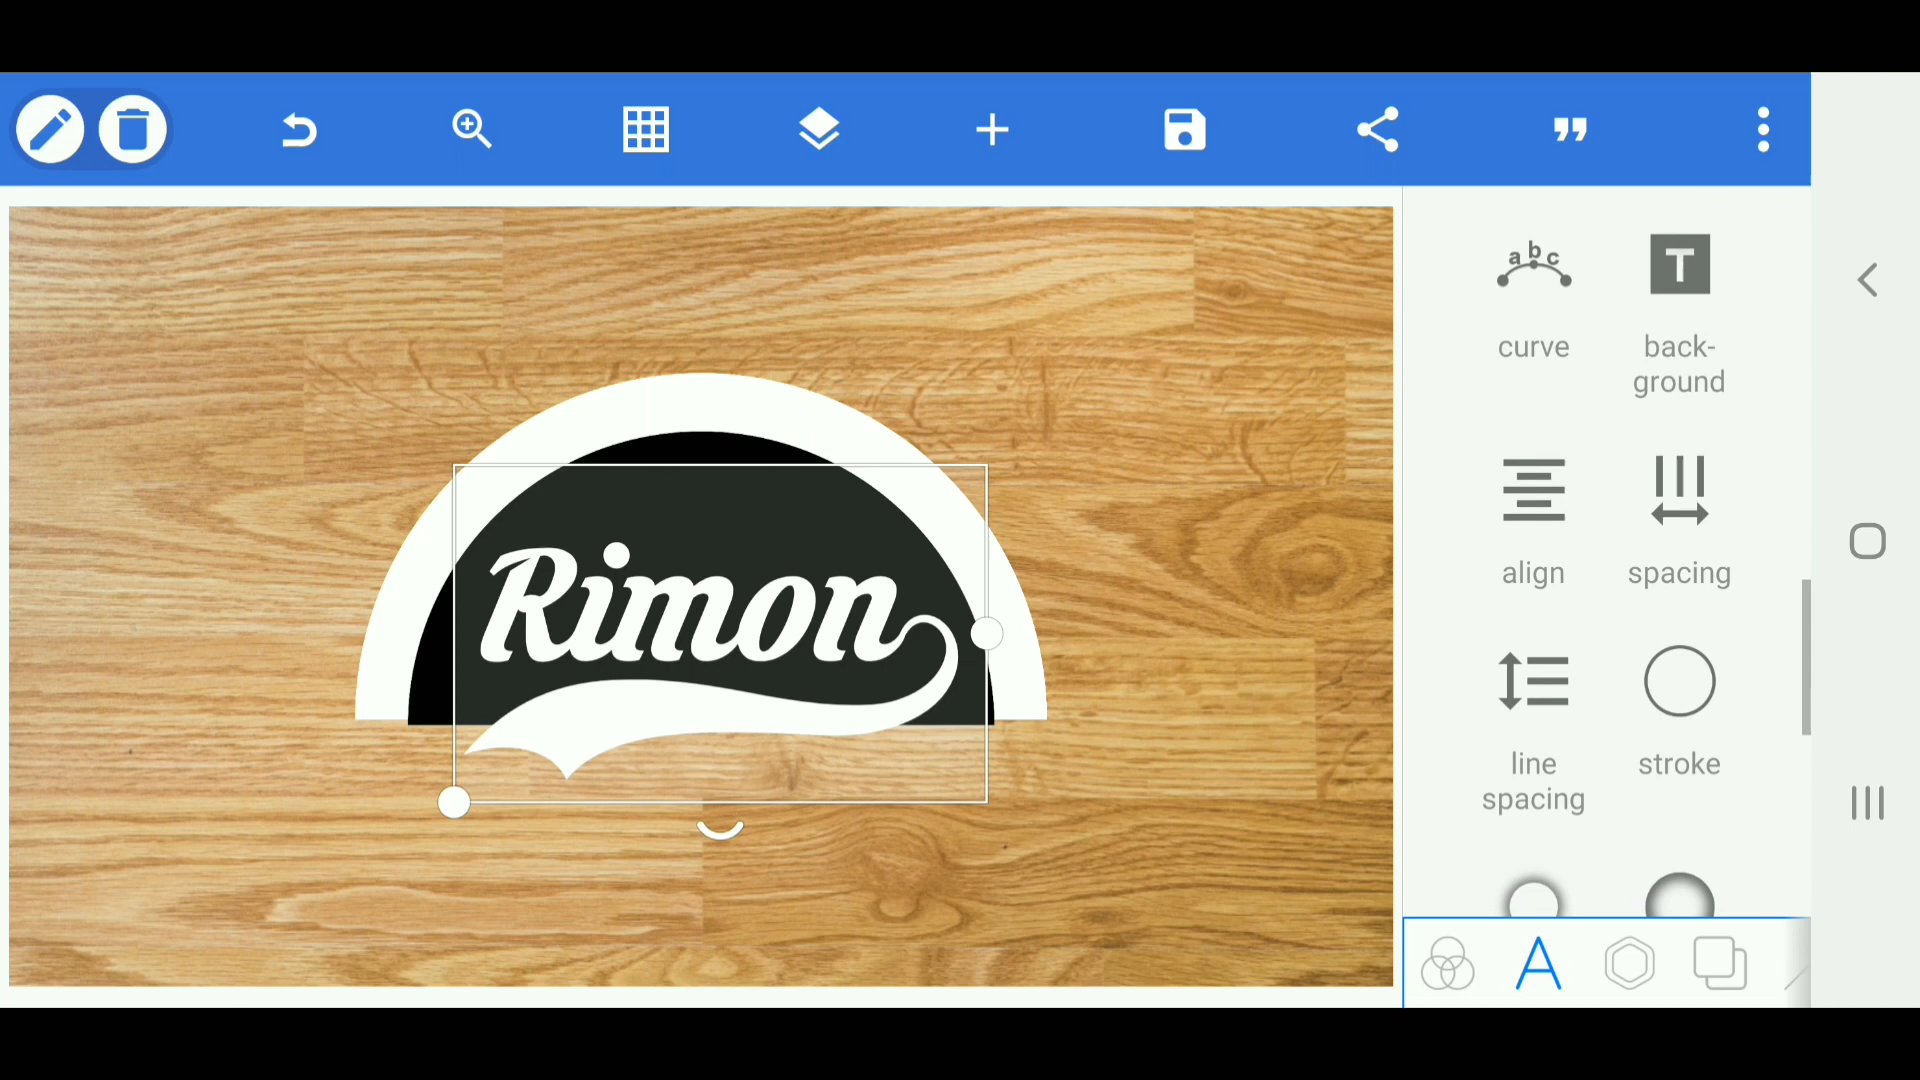 a b c
T
curve
back-
ground
Rimon
align
spacing
line
spacing
stroke
A